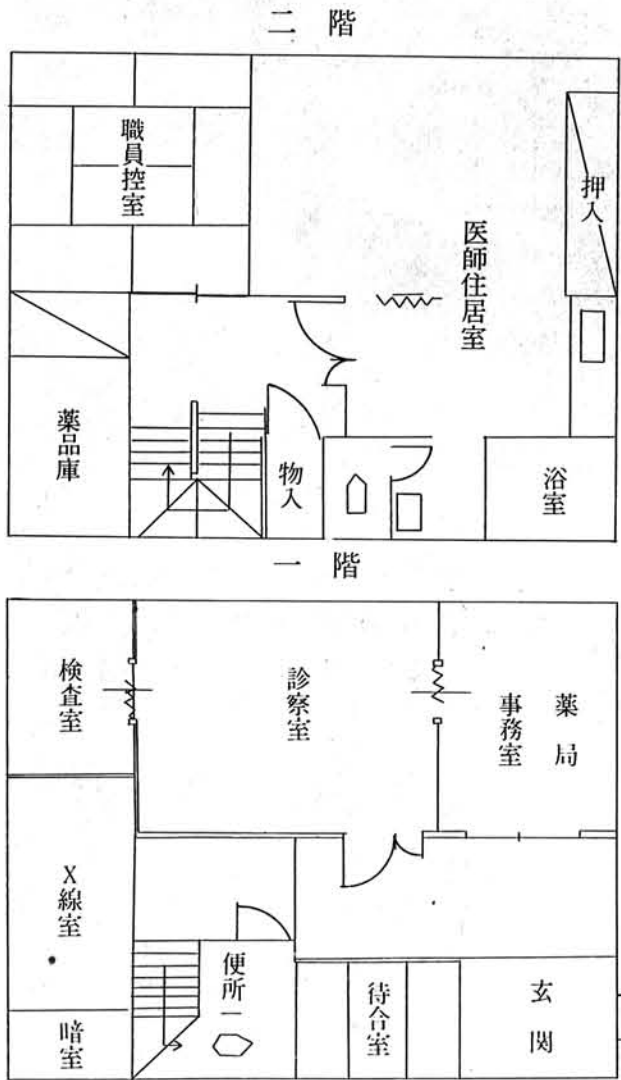 二階
職員控室
医師住居室
押入
薬品庫
物入
浴室
一階
検査室
診察室
薬局
事務室
X線室
便所
待合室
玄関
暗室